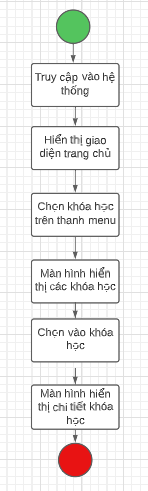 Truy cập vào hệ
thống
Hiển thị giao
diện trang chủ
Chọn khóa học
trên thanh menu
Màn hình hiển
thị các khóa học
Chọn vào khóa
học
Màn hình hiển
thị chi tiết khóa
học